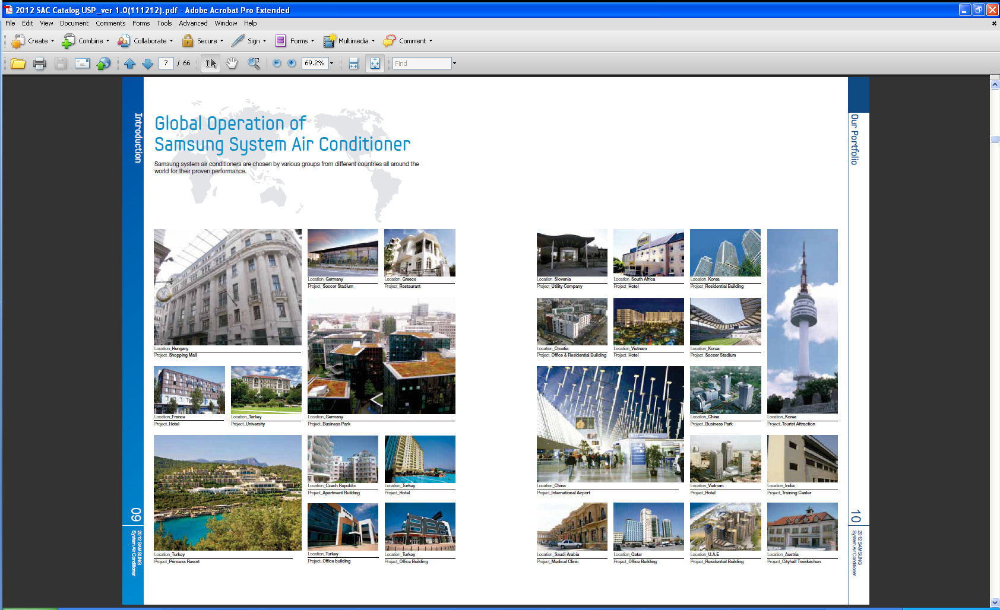 2012 SAC Catalog USP_ver 1.0(111212).pdf - Adobe Acrobat Pro Extended
File Edit View Document Comments Forms Tools Advanced Window Help
Create Combine Collaborate Secure Sign Forms Multimedia Comment
7 / 66 69.2% Find
Introduction
Global Operation of
Samsung System Air Conditioner
Samsung system air conditioners are chosen by various groups from different countries all around the
world for their proven performance.
Location_Hungary
Project_Shopping Mall
Location_Germany
Project_Soccer Stadium
Location_Greece
Project_Restaurant
Location_France
Project_Hotel
Location_Turkey
Project_University
Location_Germany
Project_Business Park
Location_Turkey
Project_Princess Resort
Location_Czech Republic
Project_Apartment Building
Location_Turkey
Project_Hotel
Location_Turkey
Project_Office building
Location_Turkey
Project_Office Building
09
2012 SAMSUNG
System Air Conditioner
Our Portfolio
Location_Slovenia
Project_Utility Company
Location_South Africa
Project_Hotel
Location_Korea
Project_Residential Building
Location_Croatia
Project_Office & Residential Building
Location_Vietnam
Project_Hotel
Location_Korea
Project_Soccer Stadium
Location_China
Project_Business Park
Location_Korea
Project_Tourist Attraction
Location_China
Project_International Airport
Location_Vietnam
Project_Hotel
Location_India
Project_Training Center
Location_Saudi Arabia
Project_Medical Clinic
Location_Qatar
Project_Office Building
Location_U.A.E
Project_Residential Building
Location_Austria
Project_Cityhall Traiskirchen
10
2012 SAMSUNG
System Air Conditioner